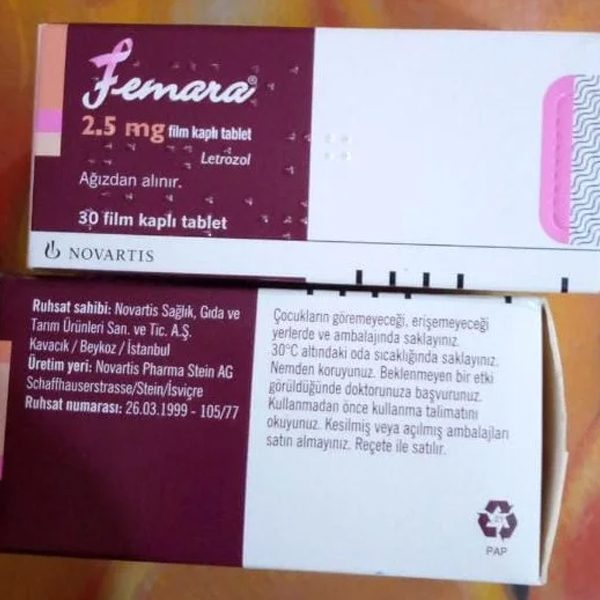 Femara®
2.5 mg film kaplı tablet
Letrozol
Ağızdan alınır.
30 film kaplı tablet
NOVARTIS
Ruhsat sahibi: Novartis Sağlık, Gıda ve
Tarım Ürünleri San. ve Tic. A.Ş.
Kavacık / Beykoz / İstanbul
Üretim yeri: Novartis Pharma Stein AG
Schaffhauserstrasse/Stein/İsviçre
Ruhsat numarası: 26.03.1999 - 105/77
Çocukların göremeyeceği, erişemeyeceği
yerlerde ve ambalajında saklayınız.
30°C altındaki oda sıcaklığında saklayınız.
Nemden koruyunuz. Beklenmeyen bir etki
görüldüğünde doktorunuza başvurunuz.
Kullanmadan önce kullanma talimatını
okuyunuz. Kesilmiş veya açılmış ambalajları
satın almayınız. Reçete ile satılır.
21
PAP